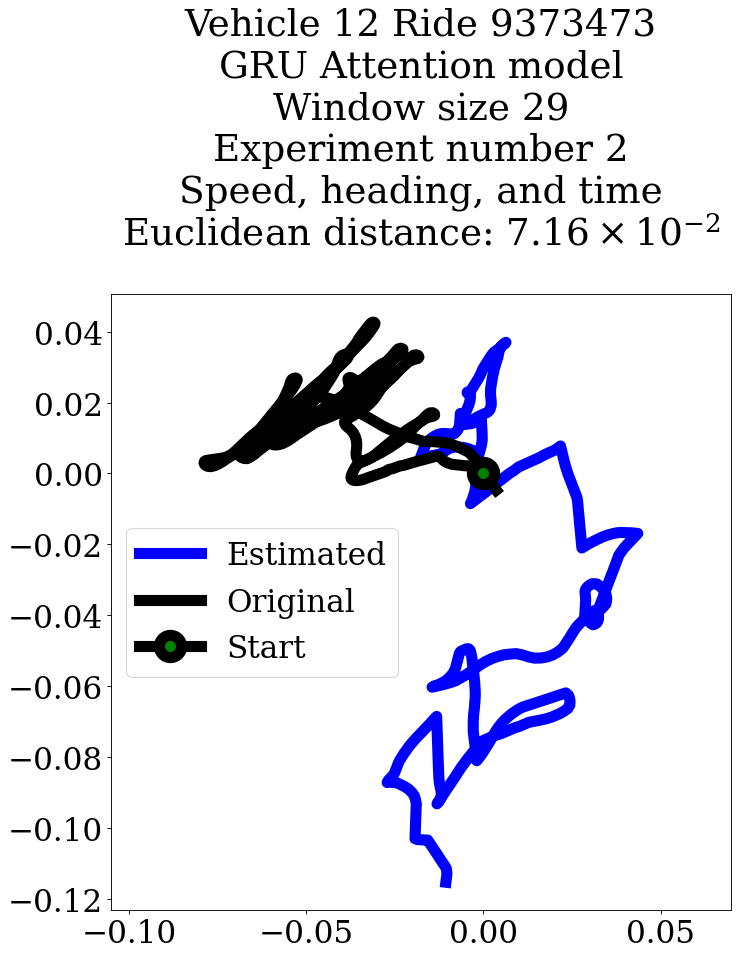 Vehicle 12 Ride 9373473
GRU Attention model
Window size 29
Experiment number 2
Speed, heading, and time
Euclidean distance: 7.16 × 10⁻²
0.04
0.02
0.00
−0.02
−0.04
−0.06
−0.08
−0.10
−0.12
Estimated
Original
Start
−0.10 −0.05 0.00 0.05